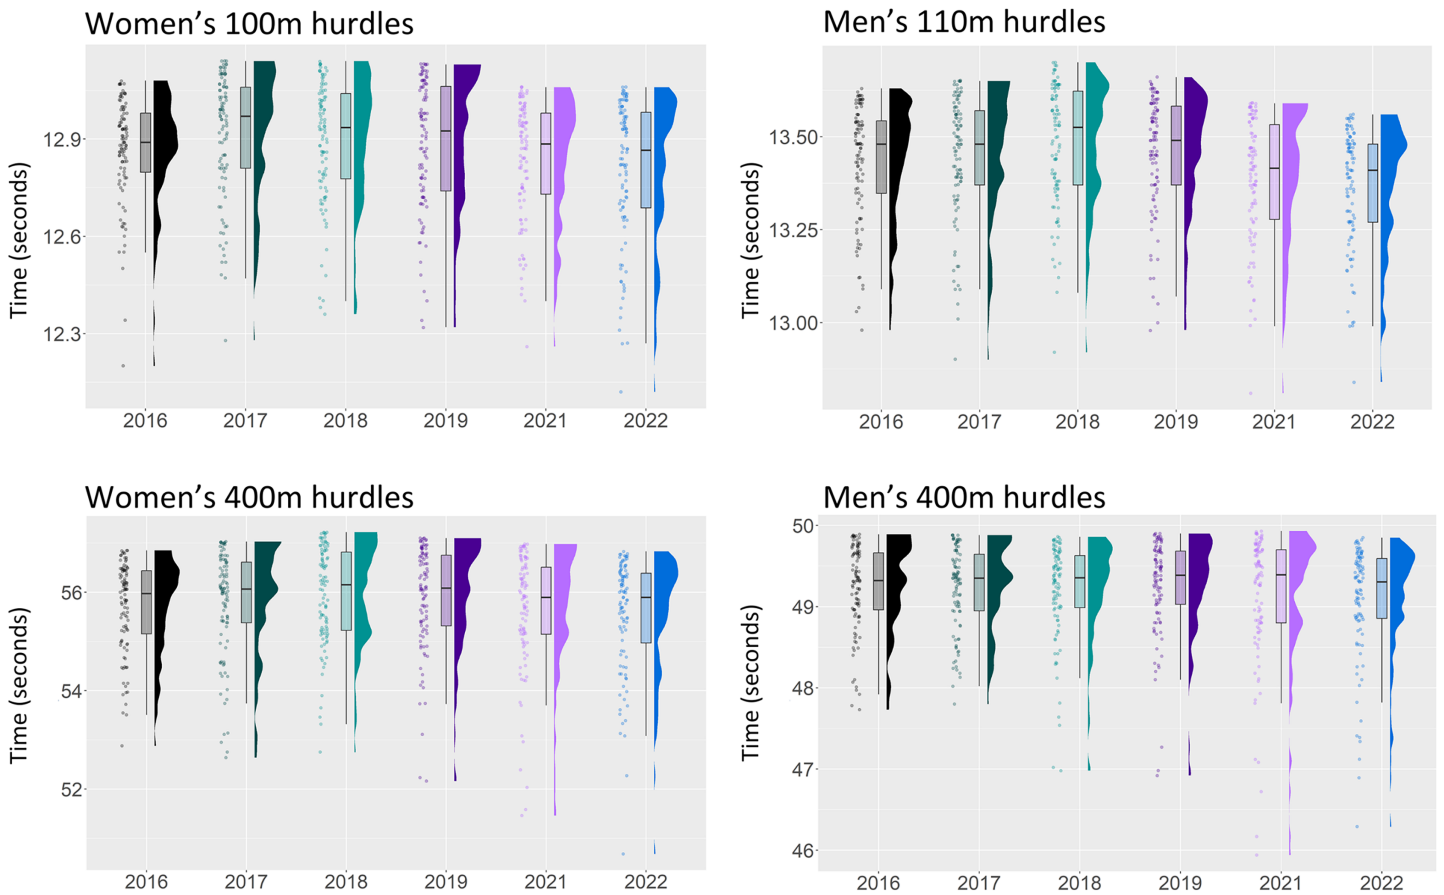 Women’s 100m hurdles
Time (seconds)
12.9
12.6
12.3
2016 2017 2018 2019 2021 2022
Men’s 110m hurdles
Time (seconds)
13.50
13.25
13.00
2016 2017 2018 2019 2021 2022
Women’s 400m hurdles
Time (seconds)
56
54
52
2016 2017 2018 2019 2021 2022
Men’s 400m hurdles
Time (seconds)
50
49
48
47
46
2016 2017 2018 2019 2021 2022